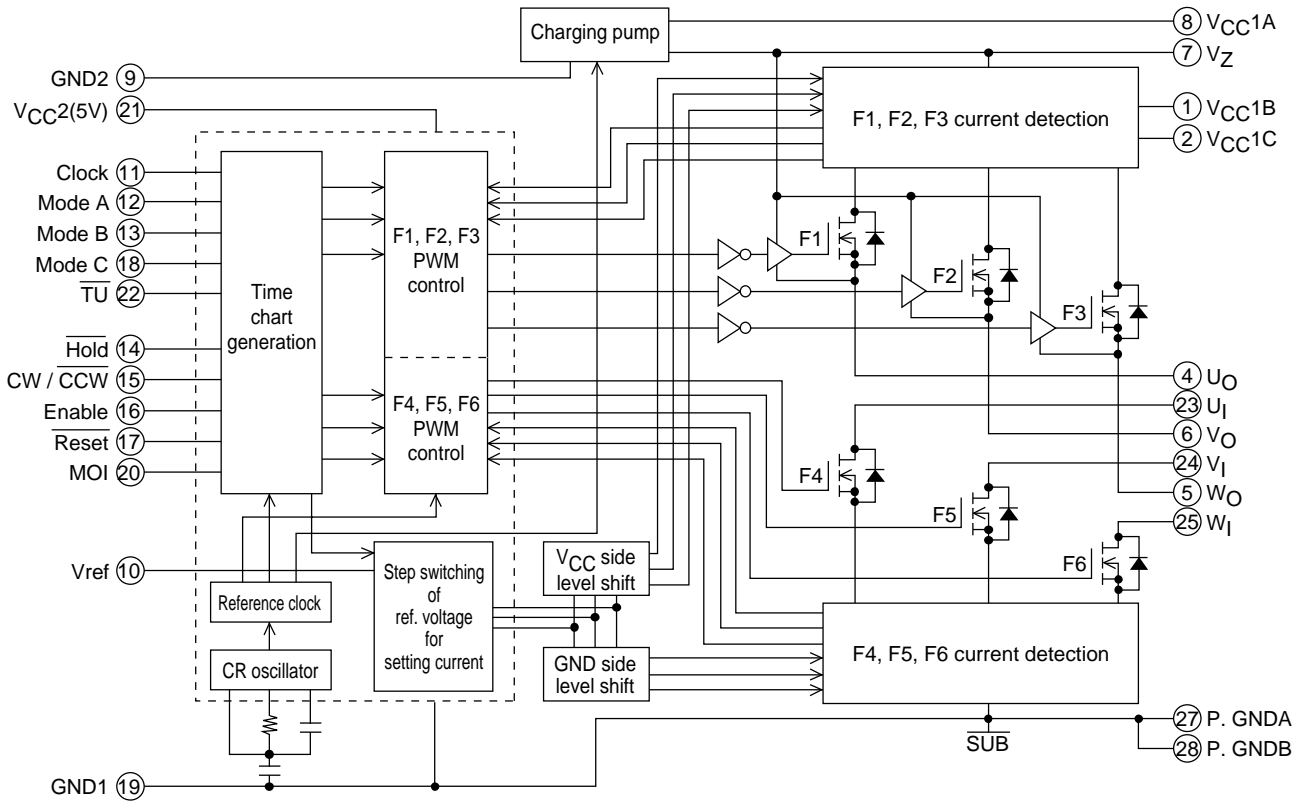 Charging pump
8 VCC1A
7 VZ
GND2 9
VCC2(5V) 21
F1, F2, F3 current detection
1 VCC1B
2 VCC1C
Clock 11
Mode A 12
Mode B 13
Mode C 18
TU 22
Hold 14
CW / CCW 15
Enable 16
Reset 17
MOI 20
Time
chart
generation
F1, F2, F3
PWM
control
F4, F5, F6
PWM
control
F1
F2
F3
4 UO
23 UI
6 VO
24 VI
5 WO
25 WI
F4
F5
F6
Vref 10
Reference clock
CR oscillator
Step switching
of
ref. voltage
for
setting current
VCC side
level shift
GND side
level shift
F4, F5, F6 current detection
SUB
27 P. GNDA
28 P. GNDB
GND1 19